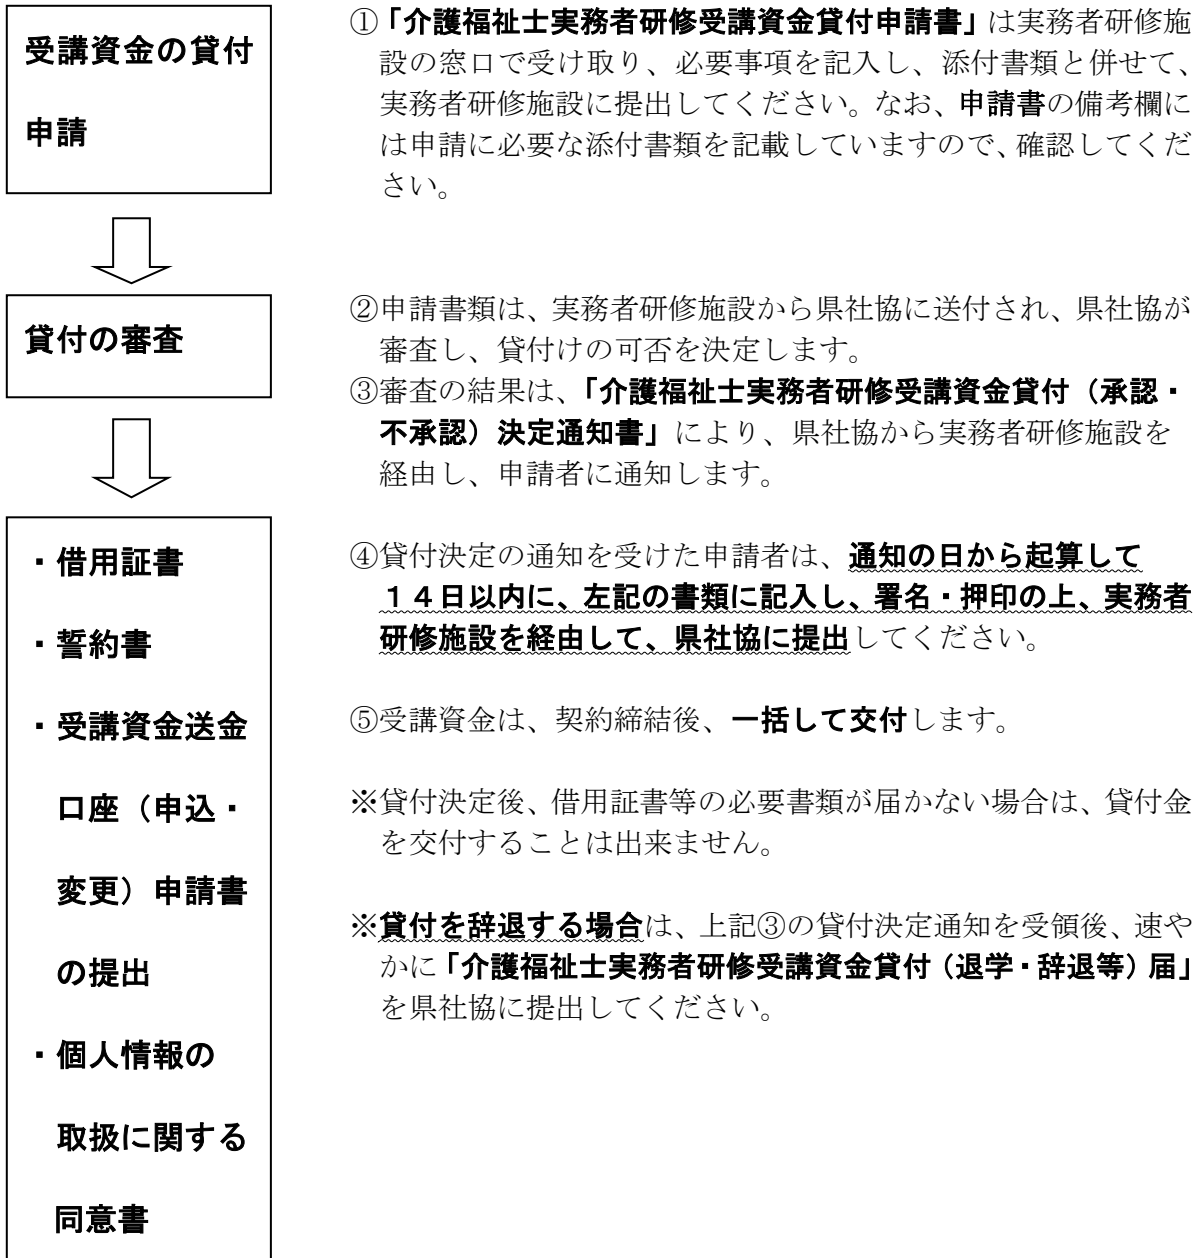 受講資金の貸付
申請
①「介護福祉士実務者研修受講資金貸付申請書」は実務者研修施
設の窓口で受け取り、必要事項を記入し、添付書類と併せて、
実務者研修施設に提出してください。なお、申請書の備考欄に
は申請に必要な添付書類を記載していますので、確認してくだ
さい。
貸付の審査
②申請書類は、実務者研修施設から県社協に送付され、県社協が
審査し、貸付けの可否を決定します。
③審査の結果は、「介護福祉士実務者研修受講資金貸付（承認・
不承認）決定通知書」により、県社協から実務者研修施設を
経由し、申請者に通知します。
・借用証書
・誓約書
・受講資金送金
口座（申込・
変更）申請書
の提出
・個人情報の
取扱に関する
同意書
④貸付決定の通知を受けた申請者は、通知の日から起算して
１４日以内に、左記の書類に記入し、署名・押印の上、実務者
研修施設を経由して、県社協に提出してください。
⑤受講資金は、契約締結後、一括して交付します。
※貸付決定後、借用証書等の必要書類が届かない場合は、貸付金
を交付することは出来ません。
※貸付を辞退する場合は、上記③の貸付決定通知を受領後、速や
かに「介護福祉士実務者研修受講資金貸付（退学・辞退等）届」
を県社協に提出してください。